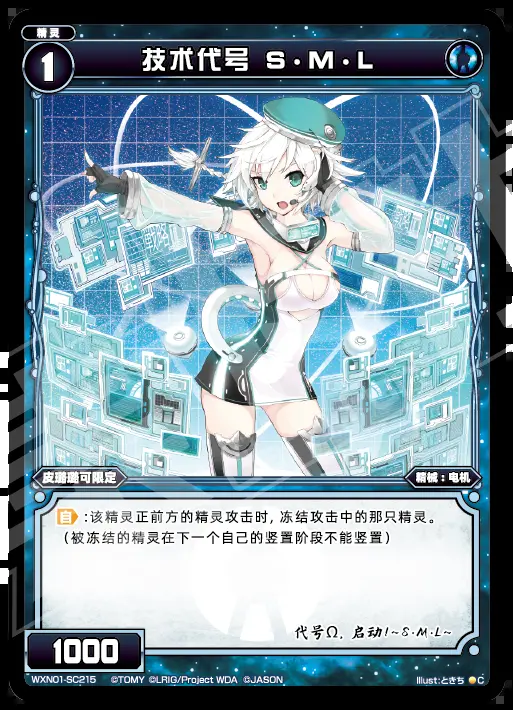 精灵
1
技术代号 S·M·L
战略
皮璐璐可限定
精械：电机
自：该精灵正前方的精灵攻击时，冻结攻击中的那只精灵。
（被冻结的精灵在下一个自己的竖置阶段不能竖置）
代号Ω，启动！~S·M·L~
1000
WXN01-SC215 ©TOMY ©LRIG/Project WDA ©JASON
Illust:ときち C